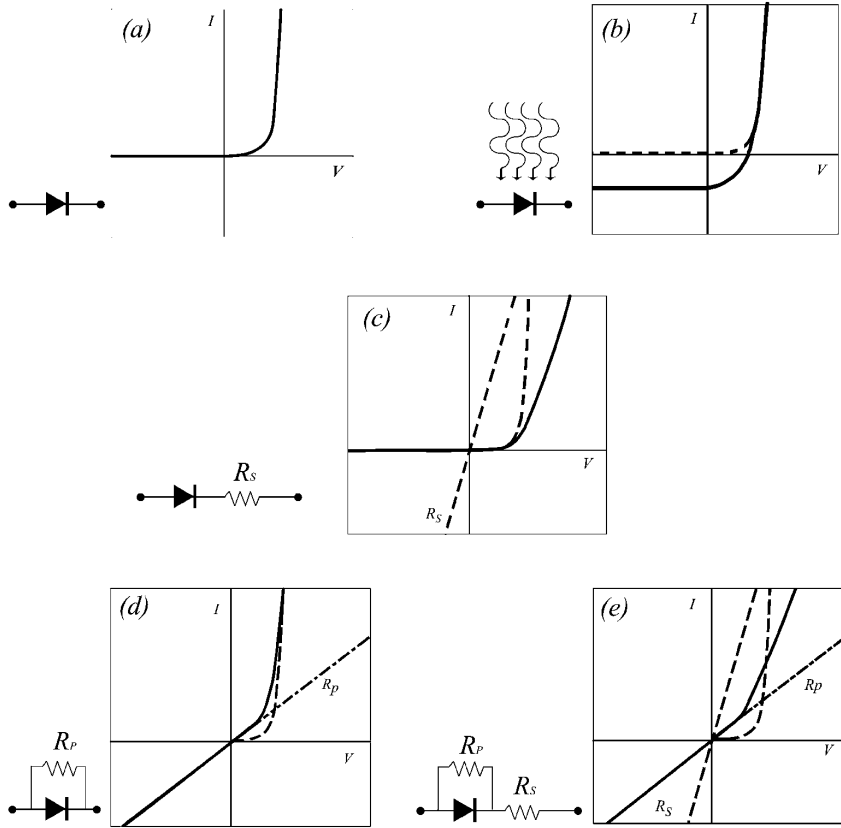 (a)
I
V
(b)
I
V
(c)
I
V
R_S
R_S
(d)
I
R_p
V
R_P
(e)
I
Rp
V
R_S
R_P
R_S